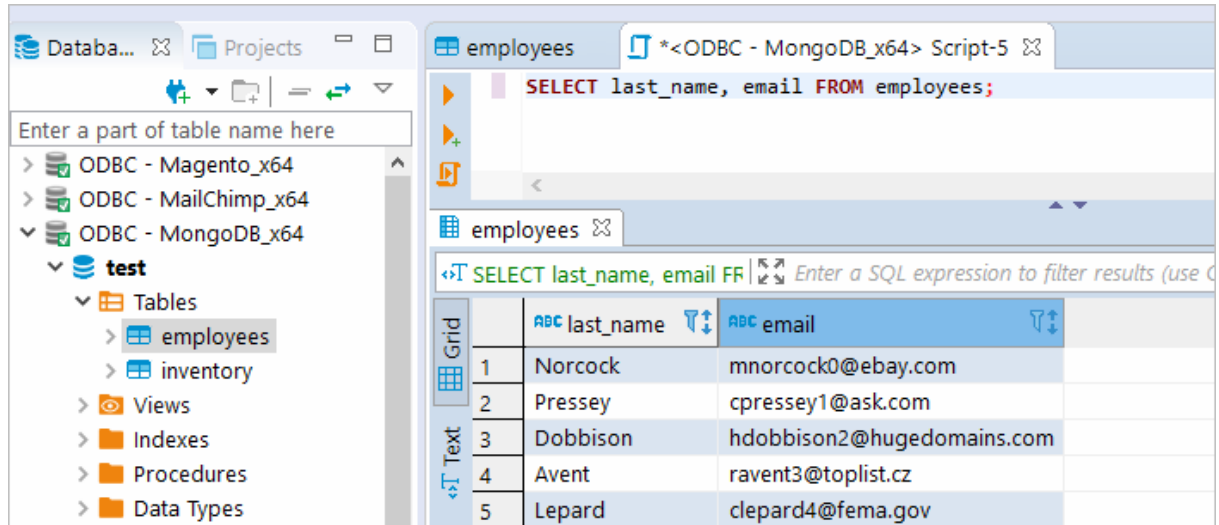 Databa... Projects
Enter a part of table name here
ODBC - Magento_x64
ODBC - MailChimp_x64
ODBC - MongoDB_x64
test
Tables
employees
inventory
Views
Indexes
Procedures
Data Types
employees *<ODBC - MongoDB_x64> Script-5
SELECT last_name, email FROM employees;
employees
SELECT last_name, email FR Enter a SQL expression to filter results (use
Grid
Text
ABC last_name ABC email
1 Norcock mnorcock0@ebay.com
2 Pressey cpressey1@ask.com
3 Dobbison hdobbison2@hugedomains.com
4 Avent ravent3@toplist.cz
5 Lepard clepard4@fema.gov